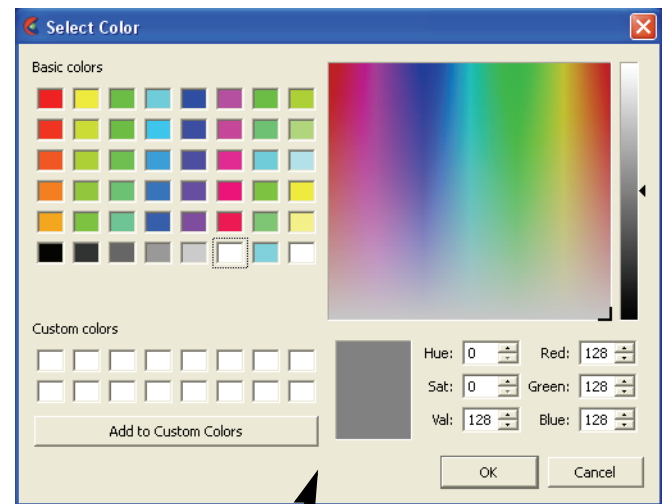 Select Color
Basic colors
Custom colors
Hue: 0 Red: 128
Sat: 0 Green: 128
Val: 128 Blue: 128
Add to Custom Colors
OK Cancel